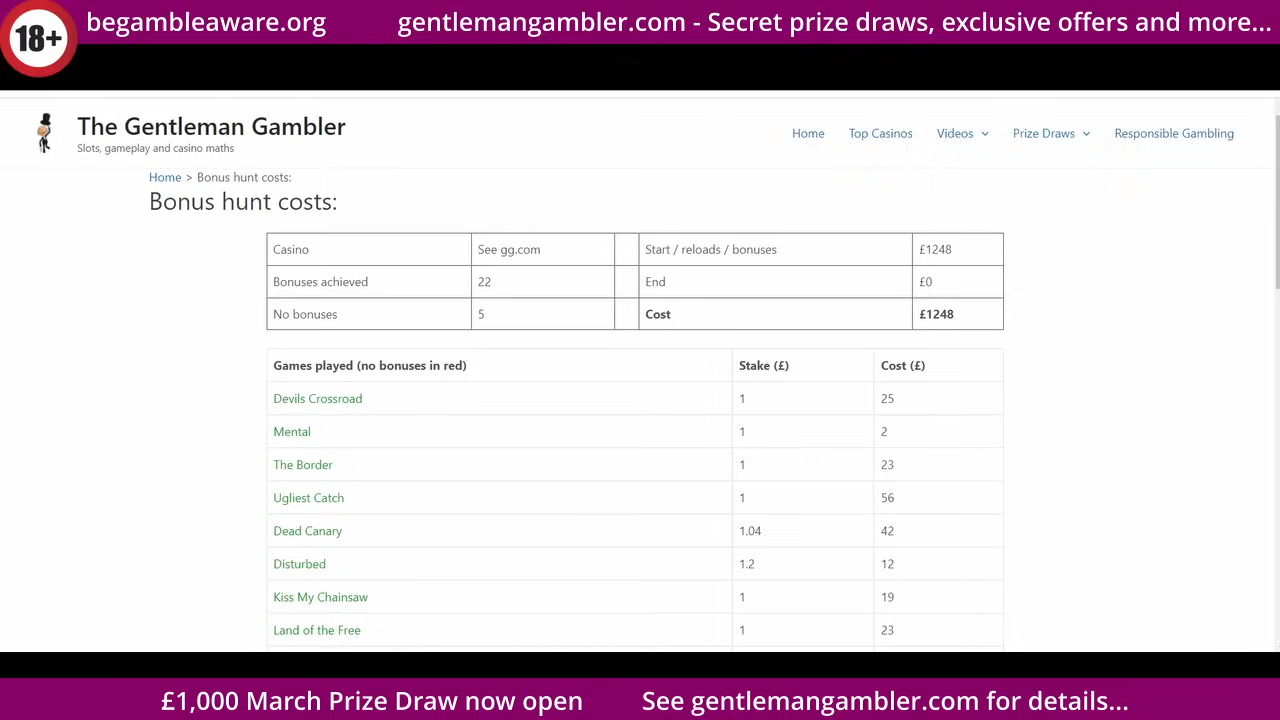 18+
begambleaware.org
gentlemangambler.com - Secret prize draws, exclusive offers and more...
The Gentleman Gambler
Slots, gameplay and casino maths
Home Top Casinos Videos Prize Draws Responsible Gambling
Home > Bonus hunt costs:
Bonus hunt costs:
Casino See gg.com Start / reloads / bonuses £1248
Bonuses achieved 22 End £0
No bonuses 5 Cost £1248
Games played (no bonuses in red) Stake (£) Cost (£)
Devils Crossroad 1 25
Mental 1 2
The Border 1 23
Ugliest Catch 1 56
Dead Canary 1.04 42
Disturbed 1.2 12
Kiss My Chainsaw 1 19
Land of the Free 1 23
£1,000 March Prize Draw now open See gentlemangambler.com for details...